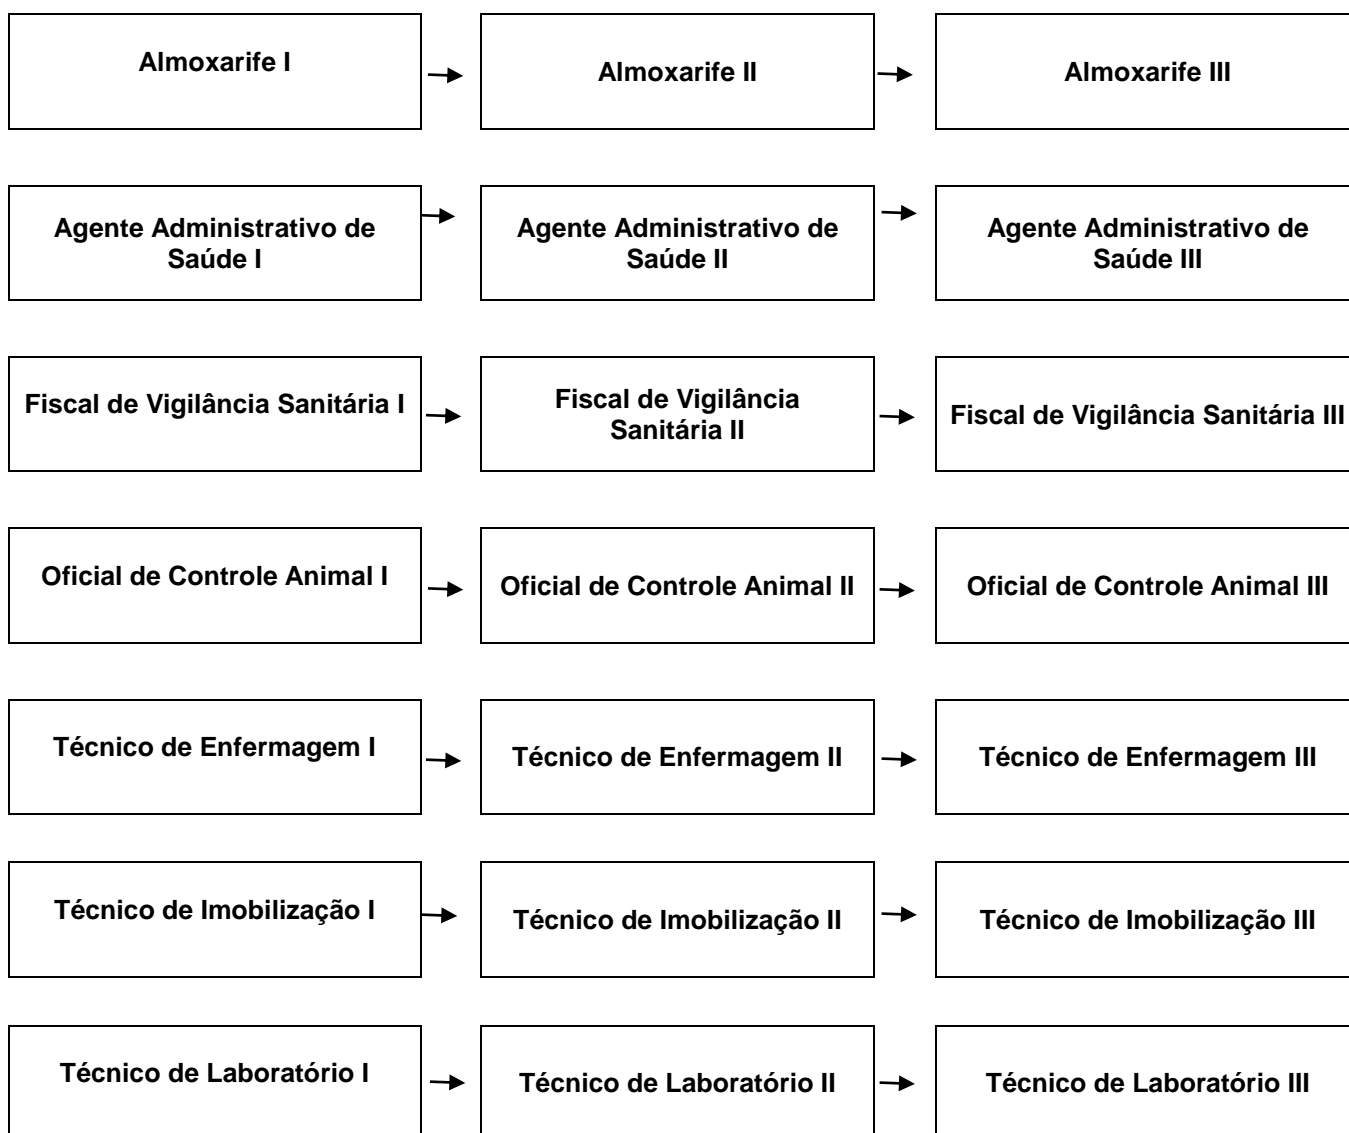 Almoxarife I
Almoxarife II
Almoxarife III
Agente Administrativo de
Saúde I
Agente Administrativo de
Saúde II
Agente Administrativo de
Saúde III
Fiscal de Vigilância Sanitária I
Fiscal de Vigilância
Sanitária II
Fiscal de Vigilância Sanitária III
Oficial de Controle Animal I
Oficial de Controle Animal II
Oficial de Controle Animal III
Técnico de Enfermagem I
Técnico de Enfermagem II
Técnico de Enfermagem III
Técnico de Imobilização I
Técnico de Imobilização II
Técnico de Imobilização III
Técnico de Laboratório I
Técnico de Laboratório II
Técnico de Laboratório III